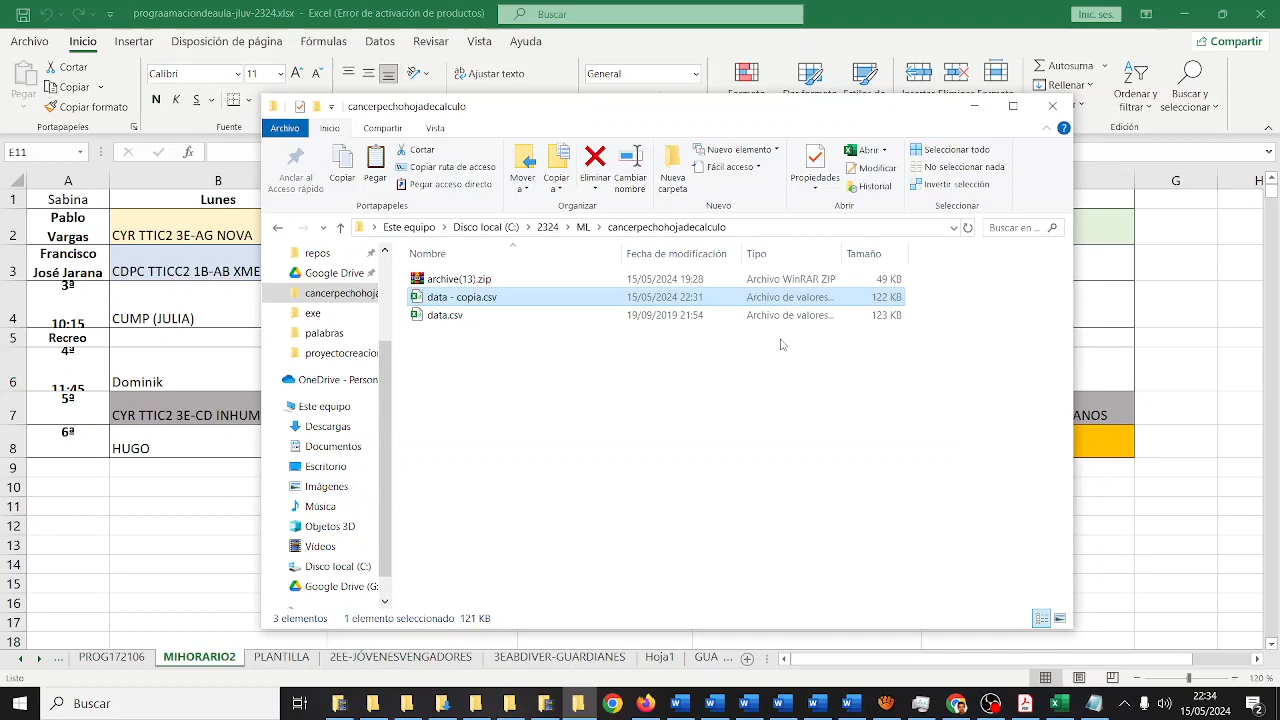 programacionaula-jluv-2324.xlsx - Excel (Error de activación de productos)
Buscar
Inic. ses.
Archivo Inicio Insertar Disposición de página Fórmulas Datos Revisar Vista Ayuda
Compartir
Pegar
Cortar
Copiar
Copiar formato
Portapapeles
Calibri 11
N K S
Fuente
Ajustar texto
General
Autosuma
Rellenar
Ordenar y filtrar
Buscar y seleccionar
Edición
E11
fx
cancerpechohojadecalculo
Archivo Inicio Compartir Vista
Anclar al Acceso rápido
Copiar
Pegar
Cortar
Copiar ruta de acceso
Pegar acceso directo
Portapapeles
Mover a
Copiar a
Eliminar
Cambiar nombre
Organizar
Nueva carpeta
Nuevo elemento
Fácil acceso
Nuevo
Propiedades
Abrir
Modificar
Historial
Abrir
Seleccionar todo
No seleccionar nada
Invertir selección
Seleccionar
Este equipo > Disco local (C:) > 2324 > ML > cancerpechohojadecalculo
Buscar en ...
Nombre Fecha de modificación Tipo Tamaño
archive(13).zip 15/05/2024 19:28 Archivo WinRAR ZIP 49 KB
data - copia.csv 15/05/2024 22:31 Archivo de valores... 122 KB
data.csv 19/09/2019 21:54 Archivo de valores... 123 KB
repos
Google Drive
cancerpechohoja
exe
palabras
proyectocreacion
OneDrive - Person
Este equipo
Descargas
Documentos
Escritorio
Imágenes
Música
Objetos 3D
Vídeos
Disco local (C:)
Google Drive (G:
3 elementos 1 elemento seleccionado 121 KB
A G H
1 Sabina Lunes
2 Pablo Vargas CYR TTIC2 3E-AG NOVA
3 Francisco José Jarana CDPC TTICC2 1B-AB XME
4 3ª 10:15 CUMP (JULIA)
5 Recreo
6 4ª 11:45 Dominik
7 5ª CYR TTIC2 3E-CD INHUM ANOS
8 6ª HUGO
9
10
11
12
13
14
15
16
17
18
... PROG172106 MIHORARIO2 PLANTILLA 2EE-JÓVENESVENGADORES 3EABDIVER-GUARDIANES Hoja1 GUA ...
Listo
120 %
Buscar
22:34
15/05/2024
2